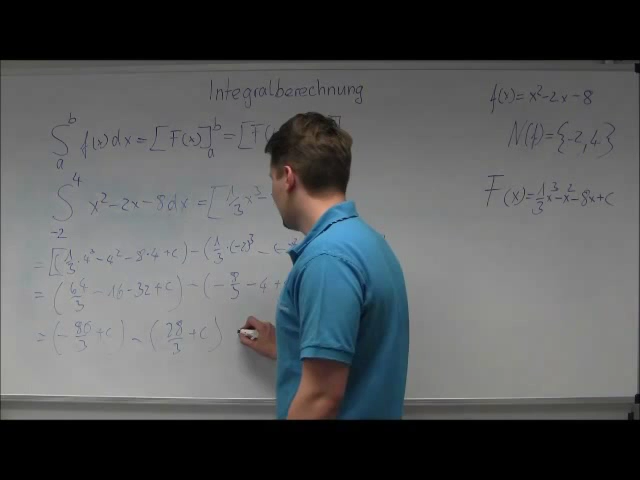 Integralberechnung
f(x) = x² - 2x - 8
∫ₐᵇ f(x)dx = [F(x)]ₐᵇ = [F(
N(f) = {-2, 4}
∫₋₂⁴ x² - 2x - 8dx = [1/3 x³ -
F(x) = 1/3 x³ - x² - 8x + c
= [(1/3 · 4³ - 4² - 8 · 4 + c) - (1/3 · (-2)³ - (-
= (64/3 - 16 - 32 + c) - (- 8/3 - 4 +
= (- 80/3 + c) - (28/3 + c)